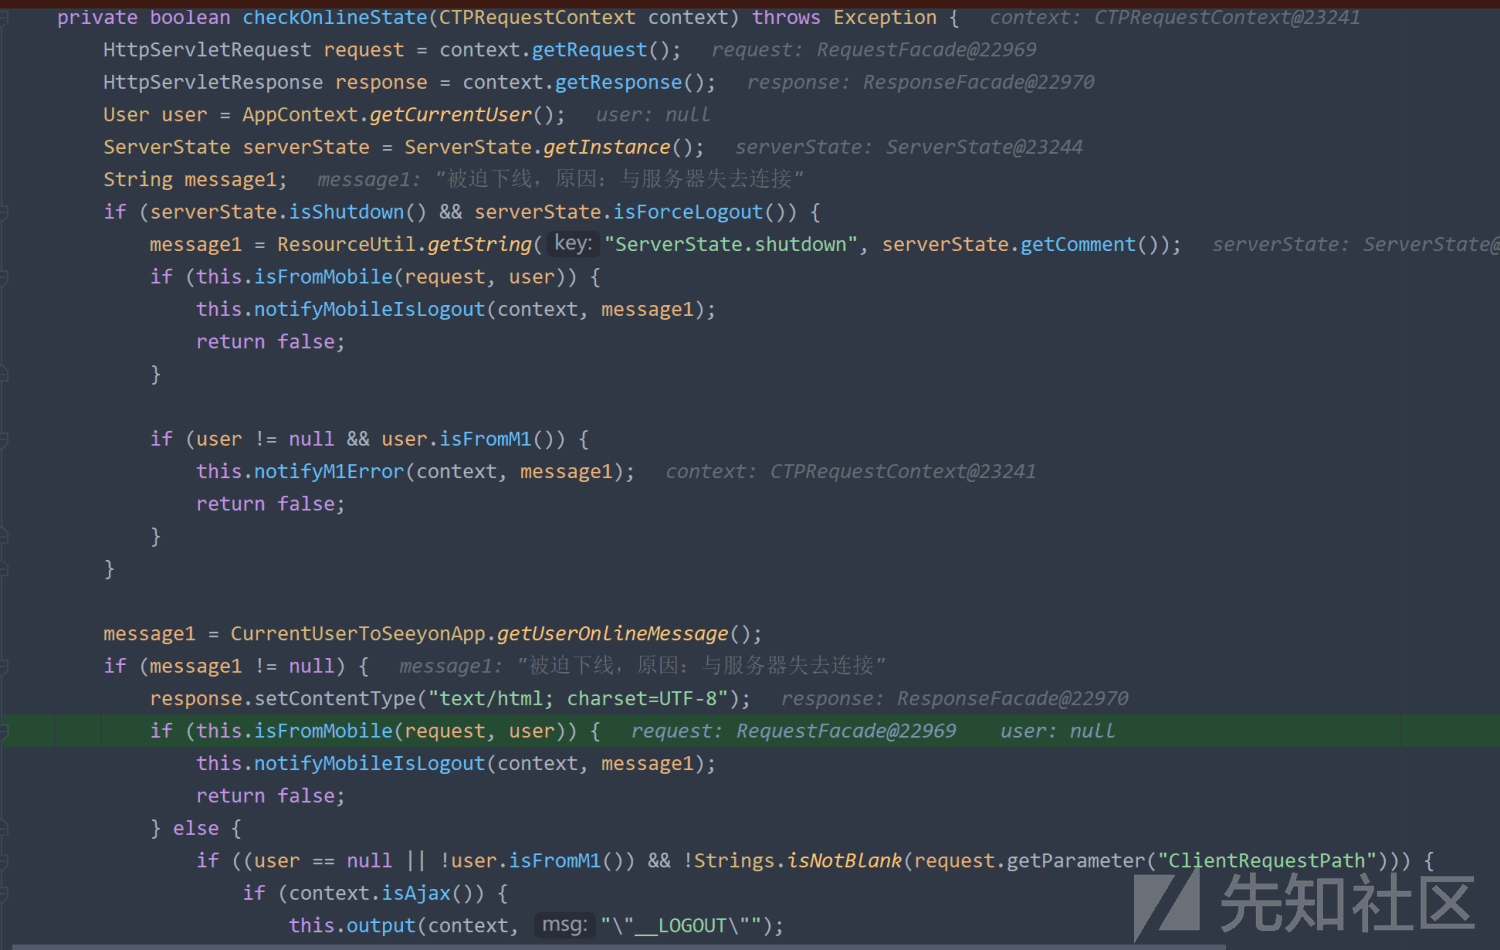 private boolean checkOnlineState(CTPRequestContext context) throws Exception {   context: CTPRequestContext@23241
    HttpServletRequest request = context.getRequest();   request: RequestFacade@22969
    HttpServletResponse response = context.getResponse();   response: ResponseFacade@22970
    User user = AppContext.getCurrentUser();   user: null
    ServerState serverState = ServerState.getInstance();   serverState: ServerState@23244
    String message1;   message1: "被迫下线，原因：与服务器失去连接"
    if (serverState.isShutdown() && serverState.isForceLogout()) {
        message1 = ResourceUtil.getString( key: "ServerState.shutdown", serverState.getComment());   serverState: ServerState@
        if (this.isFromMobile(request, user)) {
            this.notifyMobileIsLogout(context, message1);
            return false;
        }
        if (user != null && user.isFromM1()) {
            this.notifyM1Error(context, message1);   context: CTPRequestContext@23241
            return false;
        }
    }
    message1 = CurrentUserToSeeyonApp.getUserOnlineMessage();
    if (message1 != null) {   message1: "被迫下线，原因：与服务器失去连接"
        response.setContentType("text/html; charset=UTF-8");   response: ResponseFacade@22970
        if (this.isFromMobile(request, user)) {   request: RequestFacade@22969   user: null
            this.notifyMobileIsLogout(context, message1);
            return false;
        } else {
            if ((user == null || !user.isFromM1()) && !Strings.isNotBlank(request.getParameter("ClientRequestPath"))) {
                if (context.isAjax()) {
                    this.output(context, msg: "\"__LOGOUT\"");
先知社区